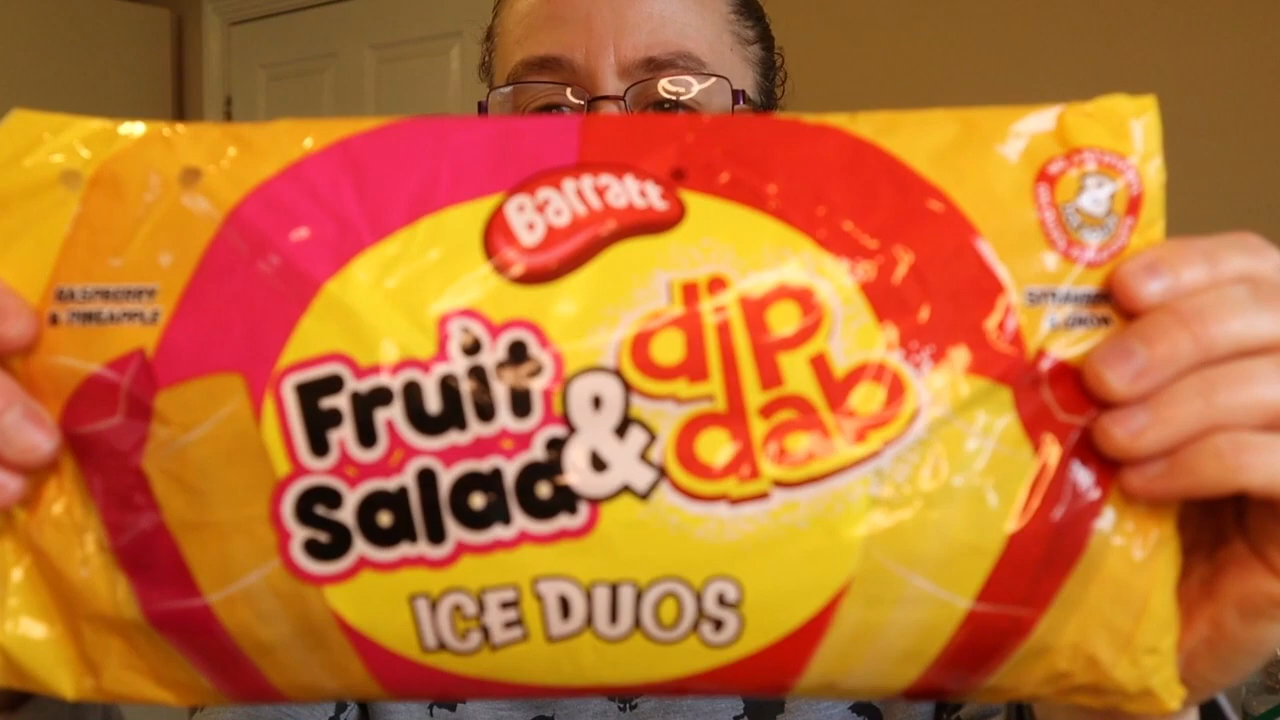 Barratt
RASPBERRY
& PINEAPPLE
STRAWBERRY
& LEMON
Fruit
Salad
&
dip
dab
ICE DUOS